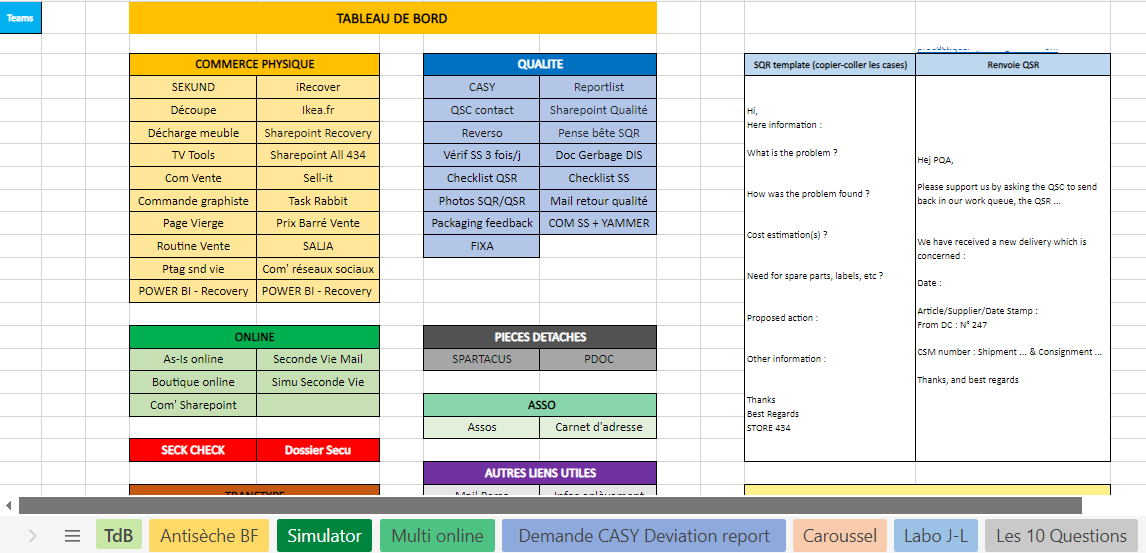 Teams
TABLEAU DE BORD
COMMERCE PHYSIQUE
SEKUND iRecover
Découpe Ikea.fr
Décharge meuble Sharepoint Recovery
TV Tools Sharepoint All 434
Com Vente Sell-it
Commande graphiste Task Rabbit
Page Vierge Prix Barré Vente
Routine Vente SALJA
Ptag snd vie Com' réseaux sociaux
POWER BI - Recovery POWER BI - Recovery
ONLINE
As-Is online Seconde Vie Mail
Boutique online Simu Seconde Vie
Com' Sharepoint
SECK CHECK Dossier Secu
TRANSTYPE
QUALITE
CASY Reportlist
QSC contact Sharepoint Qualité
Reverso Pense bête SQR
Vérif SS 3 fois/j Doc Gerbage DIS
Checklist QSR Checklist SS
Photos SQR/QSR Mail retour qualité
Packaging feedback COM SS + YAMMER
FIXA
PIECES DETACHES
SPARTACUS PDOC
ASSO
Assos Carnet d'adresse
AUTRES LIENS UTILES
Mail Perso Infos enlèvement
SQR template (copier-coller les cases)
Hi,
Here information :
What is the problem ?
How was the problem found ?
Cost estimation(s) ?
Need for spare parts, labels, etc ?
Proposed action :
Other information :
Thanks
Best Regards
STORE 434
Renvoie QSR
Hej PQA,
Please support us by asking the QSC to send
back in our work queue, the QSR ...
We have received a new delivery which is
concerned :
Date :
Article/Supplier/Date Stamp :
From DC : N° 247
CSM number : Shipment ... & Consignment ...
Thanks, and best regards
TdB Antisèche BF Simulator Multi online Demande CASY Deviation report Caroussel Labo J-L Les 10 Questions